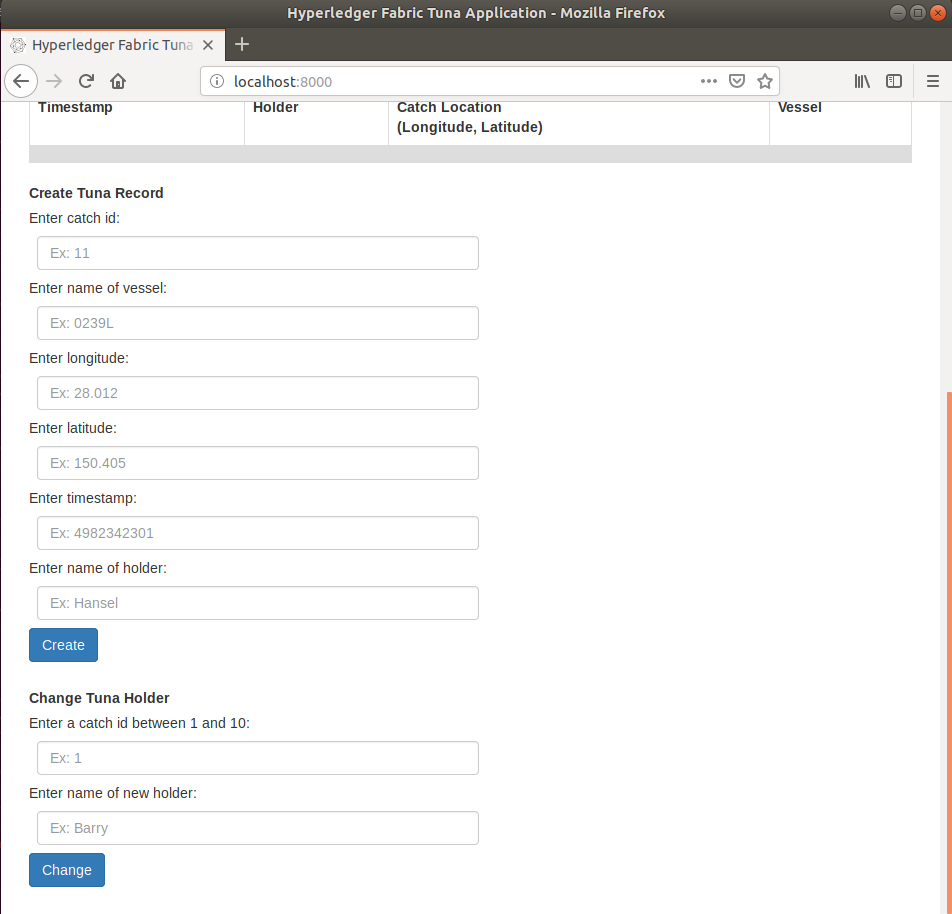 Hyperledger Fabric Tuna Application - Mozilla Firefox
Hyperledger Fabric Tuna
localhost:8000
Timestamp Holder Catch Location Vessel
(Longitude, Latitude)
Create Tuna Record
Enter catch id:
Ex: 11
Enter name of vessel:
Ex: 0239L
Enter longitude:
Ex: 28.012
Enter latitude:
Ex: 150.405
Enter timestamp:
Ex: 4982342301
Enter name of holder:
Ex: Hansel
Create
Change Tuna Holder
Enter a catch id between 1 and 10:
Ex: 1
Enter name of new holder:
Ex: Barry
Change